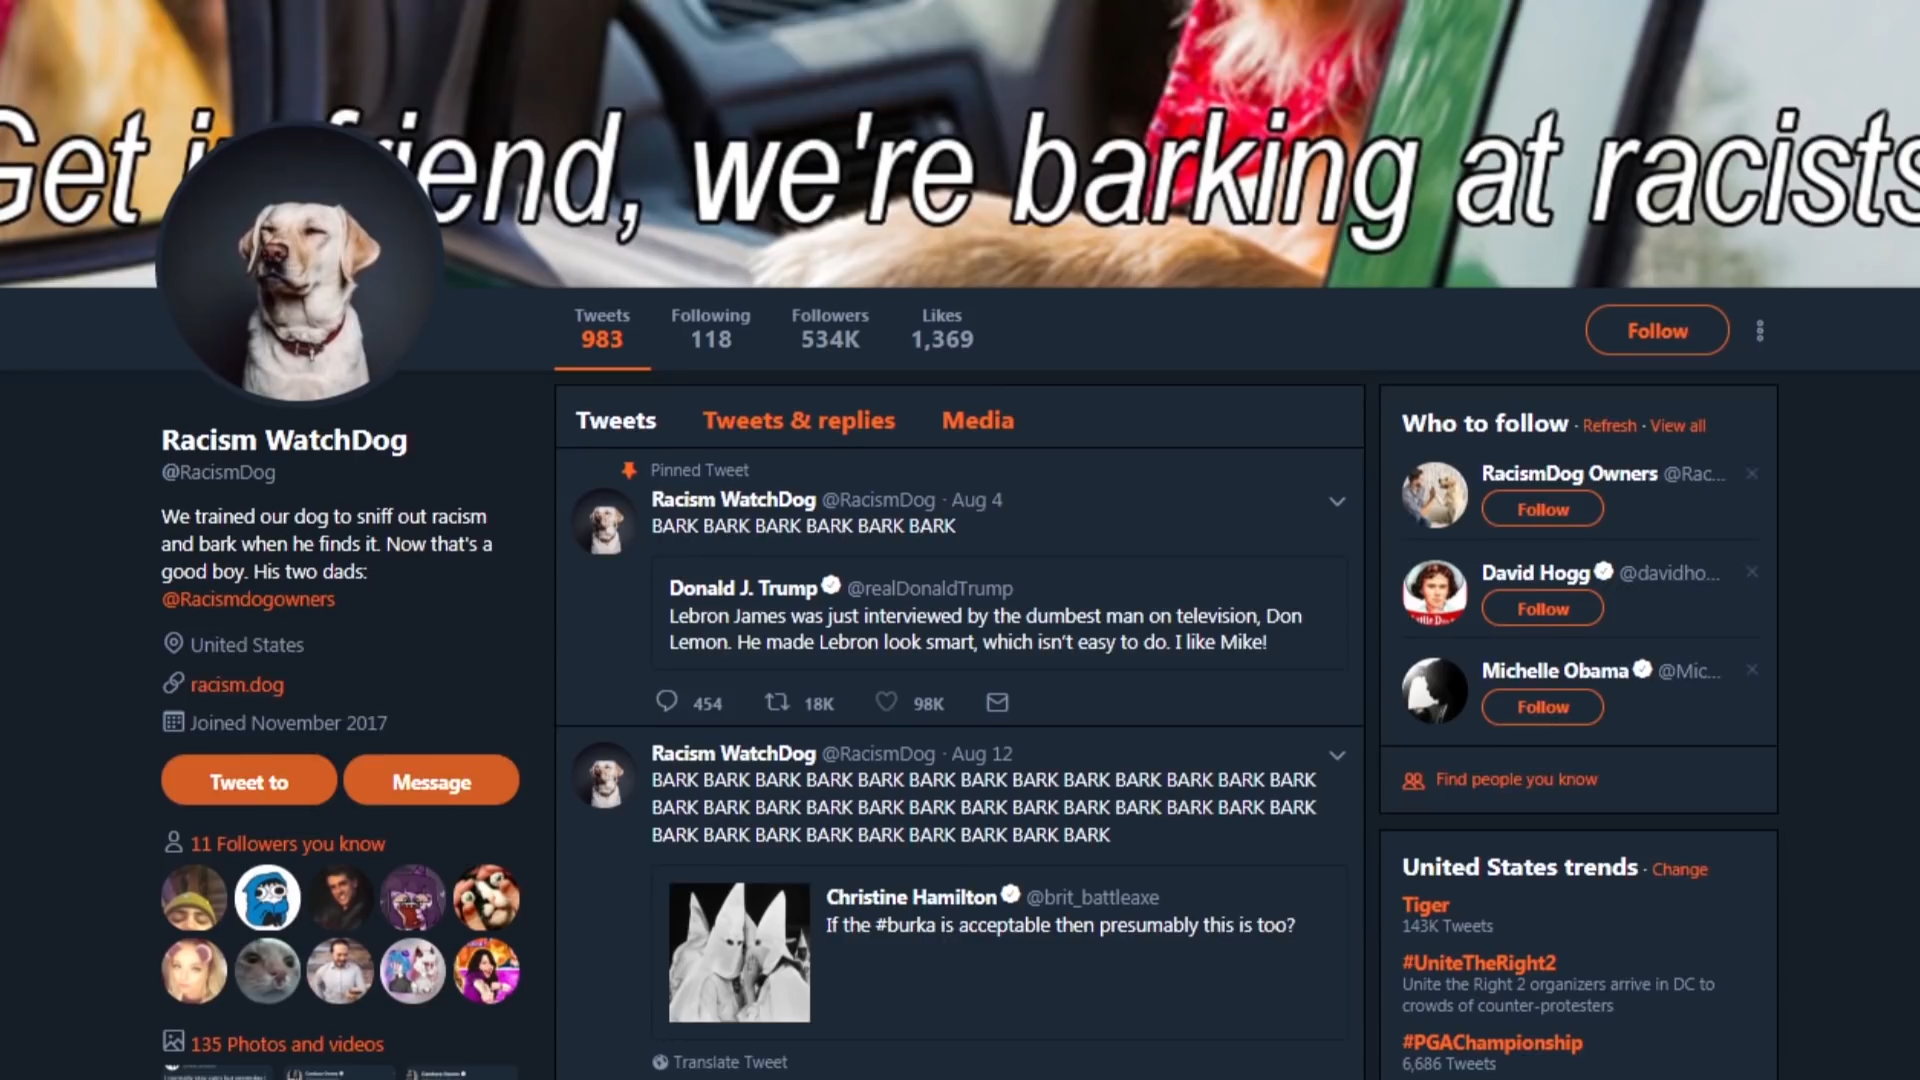 Get in friend, we're barking at racists
Tweets
983
Following
118
Followers
534K
Likes
1,369
Follow
Racism WatchDog
@RacismDog
We trained our dog to sniff out racism
and bark when he finds it. Now that's a
good boy. His two dads:
@Racismdogowners
United States
racism.dog
Joined November 2017
Tweet to
Message
11 Followers you know
135 Photos and videos
Tweets Tweets & replies Media
Pinned Tweet
Racism WatchDog @RacismDog · Aug 4
BARK BARK BARK BARK BARK BARK
Donald J. Trump @realDonaldTrump
Lebron James was just interviewed by the dumbest man on television, Don
Lemon. He made Lebron look smart, which isn't easy to do. I like Mike!
454 18K 98K
Racism WatchDog @RacismDog · Aug 12
BARK BARK BARK BARK BARK BARK BARK BARK BARK BARK BARK BARK BARK
BARK BARK BARK BARK BARK BARK BARK BARK BARK BARK BARK BARK BARK
BARK BARK BARK BARK BARK BARK BARK BARK BARK
Christine Hamilton @brit_battleaxe
If the #burka is acceptable then presumably this is too?
Translate Tweet
Who to follow · Refresh · View all
RacismDog Owners @Rac...
Follow
David Hogg @davidho...
Follow
Michelle Obama @Mic...
Follow
Find people you know
United States trends · Change
Tiger
143K Tweets
#UniteTheRight2
Unite the Right 2 organizers arrive in DC to
crowds of counter-protesters
#PGAChampionship
6,686 Tweets